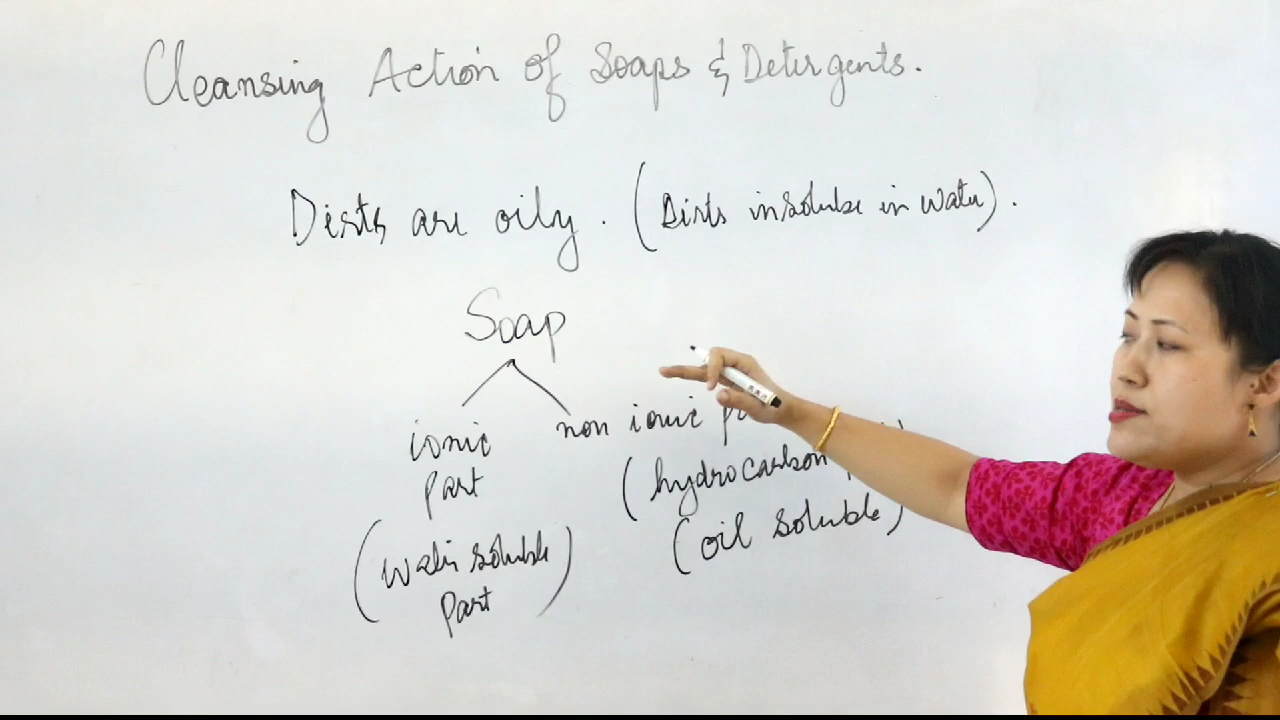 Cleansing Action of Soaps & Detergents.
Dirts are oily. (Dirts insoluble in water).
Soap
ionic part
non ionic
(hydrocarbon
(water soluble part)
(oil soluble)